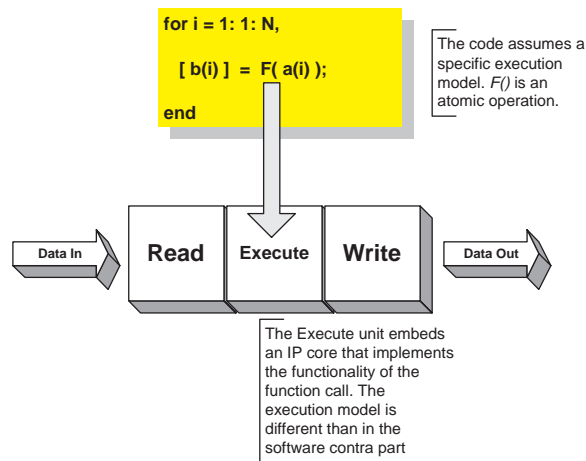 for i = 1: 1: N,
[ b(i) ] = F( a(i) );
end
The code assumes a
specific execution
model. F() is an
atomic operation.
Data In
Read
Execute
Write
Data Out
The Execute unit embeds
an IP core that implements
the functionality of the
function call. The
execution model is
different than in the
software contra part